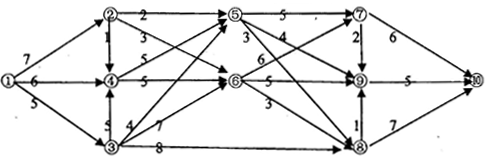 ② 2 ⑤ 5 ⑦
7 1 3 5 3 4 6 2 6
① 6 ④ 5 ⑥ 5 ⑨ 5 ⑩
5 5 4 7 3 1 7
③ 8 ⑧